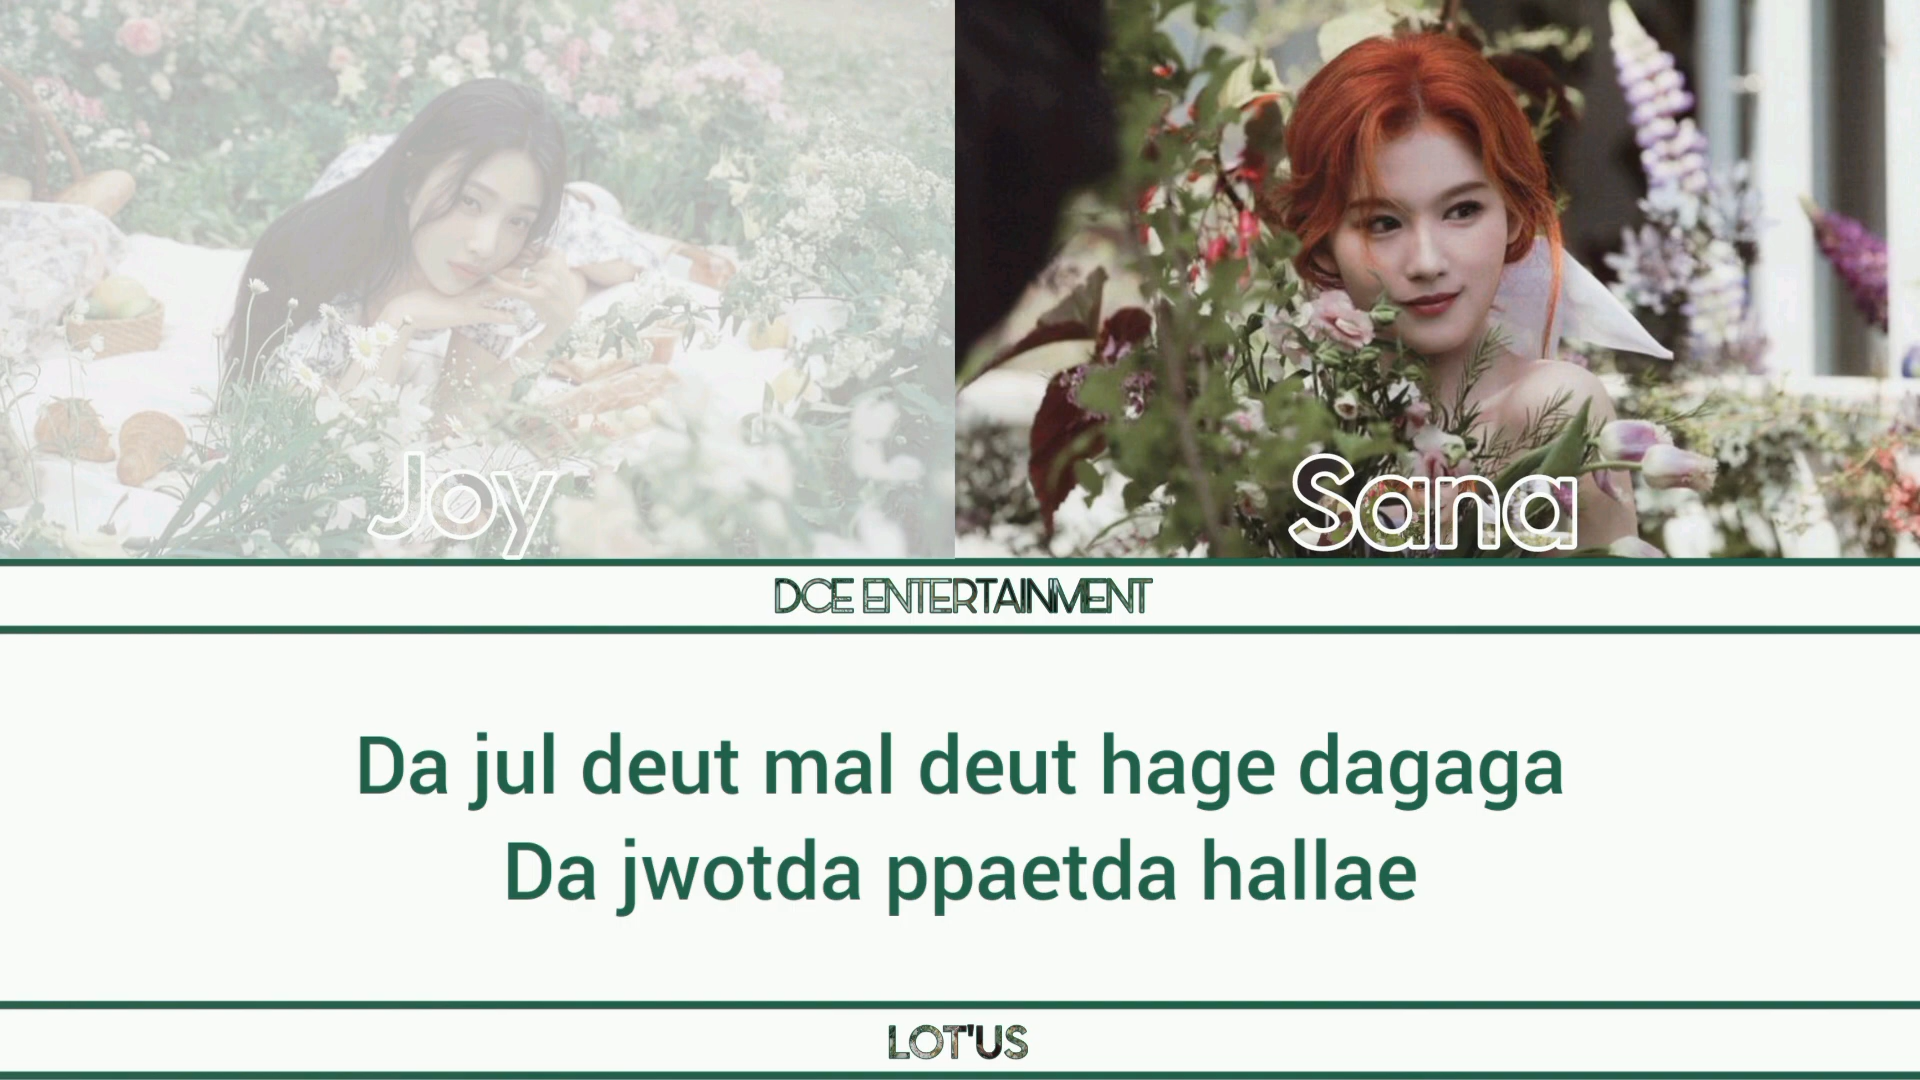 Joy
Sana
DCE ENTERTAINMENT
Da jul deut mal deut hage dagaga
Da jwotda ppaetda hallae
LOT'US